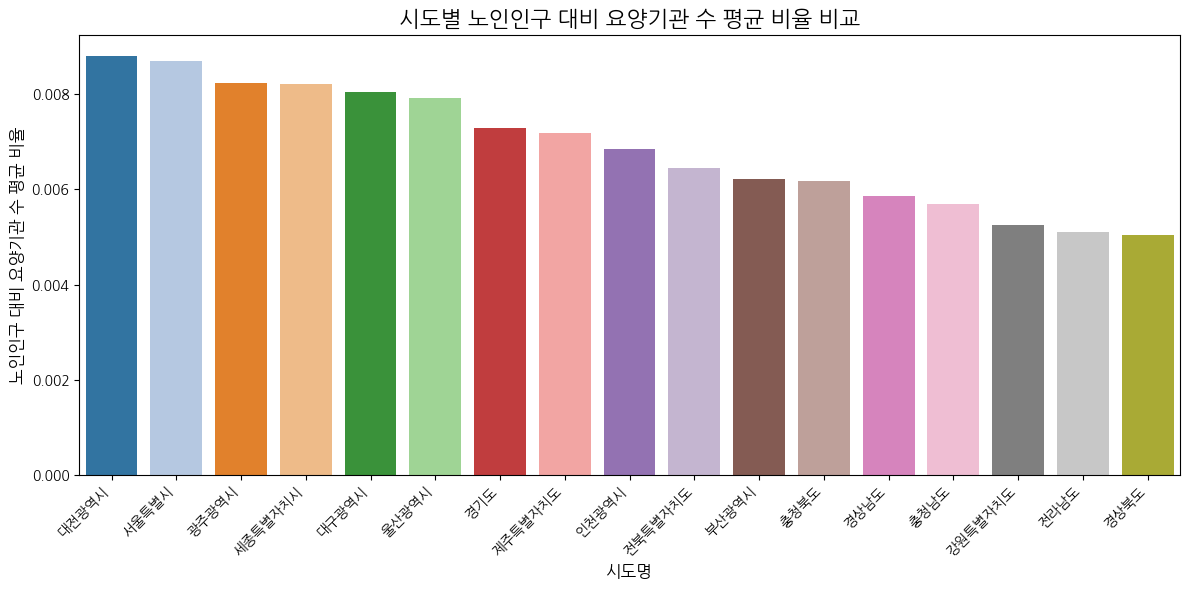 시도별 노인인구 대비 요양기관 수 평균 비율 비교
노인인구 대비 요양기관 수 평균 비율
0.008
0.006
0.004
0.002
0.000
대전광역시
서울특별시
광주광역시
세종특별자치시
대구광역시
울산광역시
경기도
제주특별자치도
인천광역시
전북특별자치도
부산광역시
충청북도
경상남도
충청남도
강원특별자치도
전라남도
경상북도
시도명